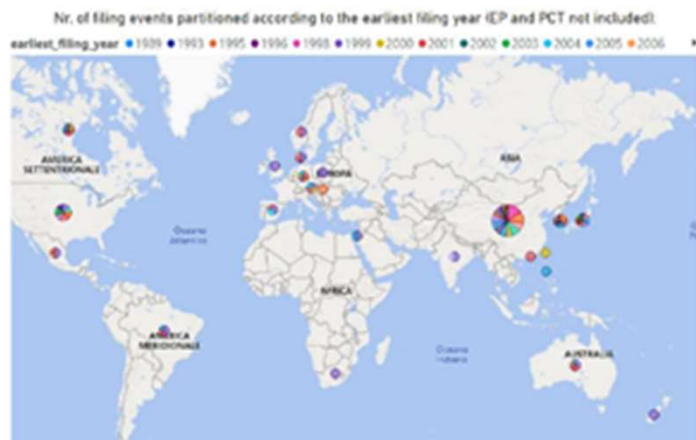 Nr. of filing events partitioned according to the earliest filing year (EP and PCT not included)
earliest_filing_year 1989 1993 1995 1996 1998 1999 2000 2001 2002 2003 2004 2005 2006
AMERICA
SETTENTRIONALE
EUROPA
ASIA
Oceano
Atlantico
AFRICA
AMERICA
MERIDIONALE
Oceano
Indiano
AUSTRALIA